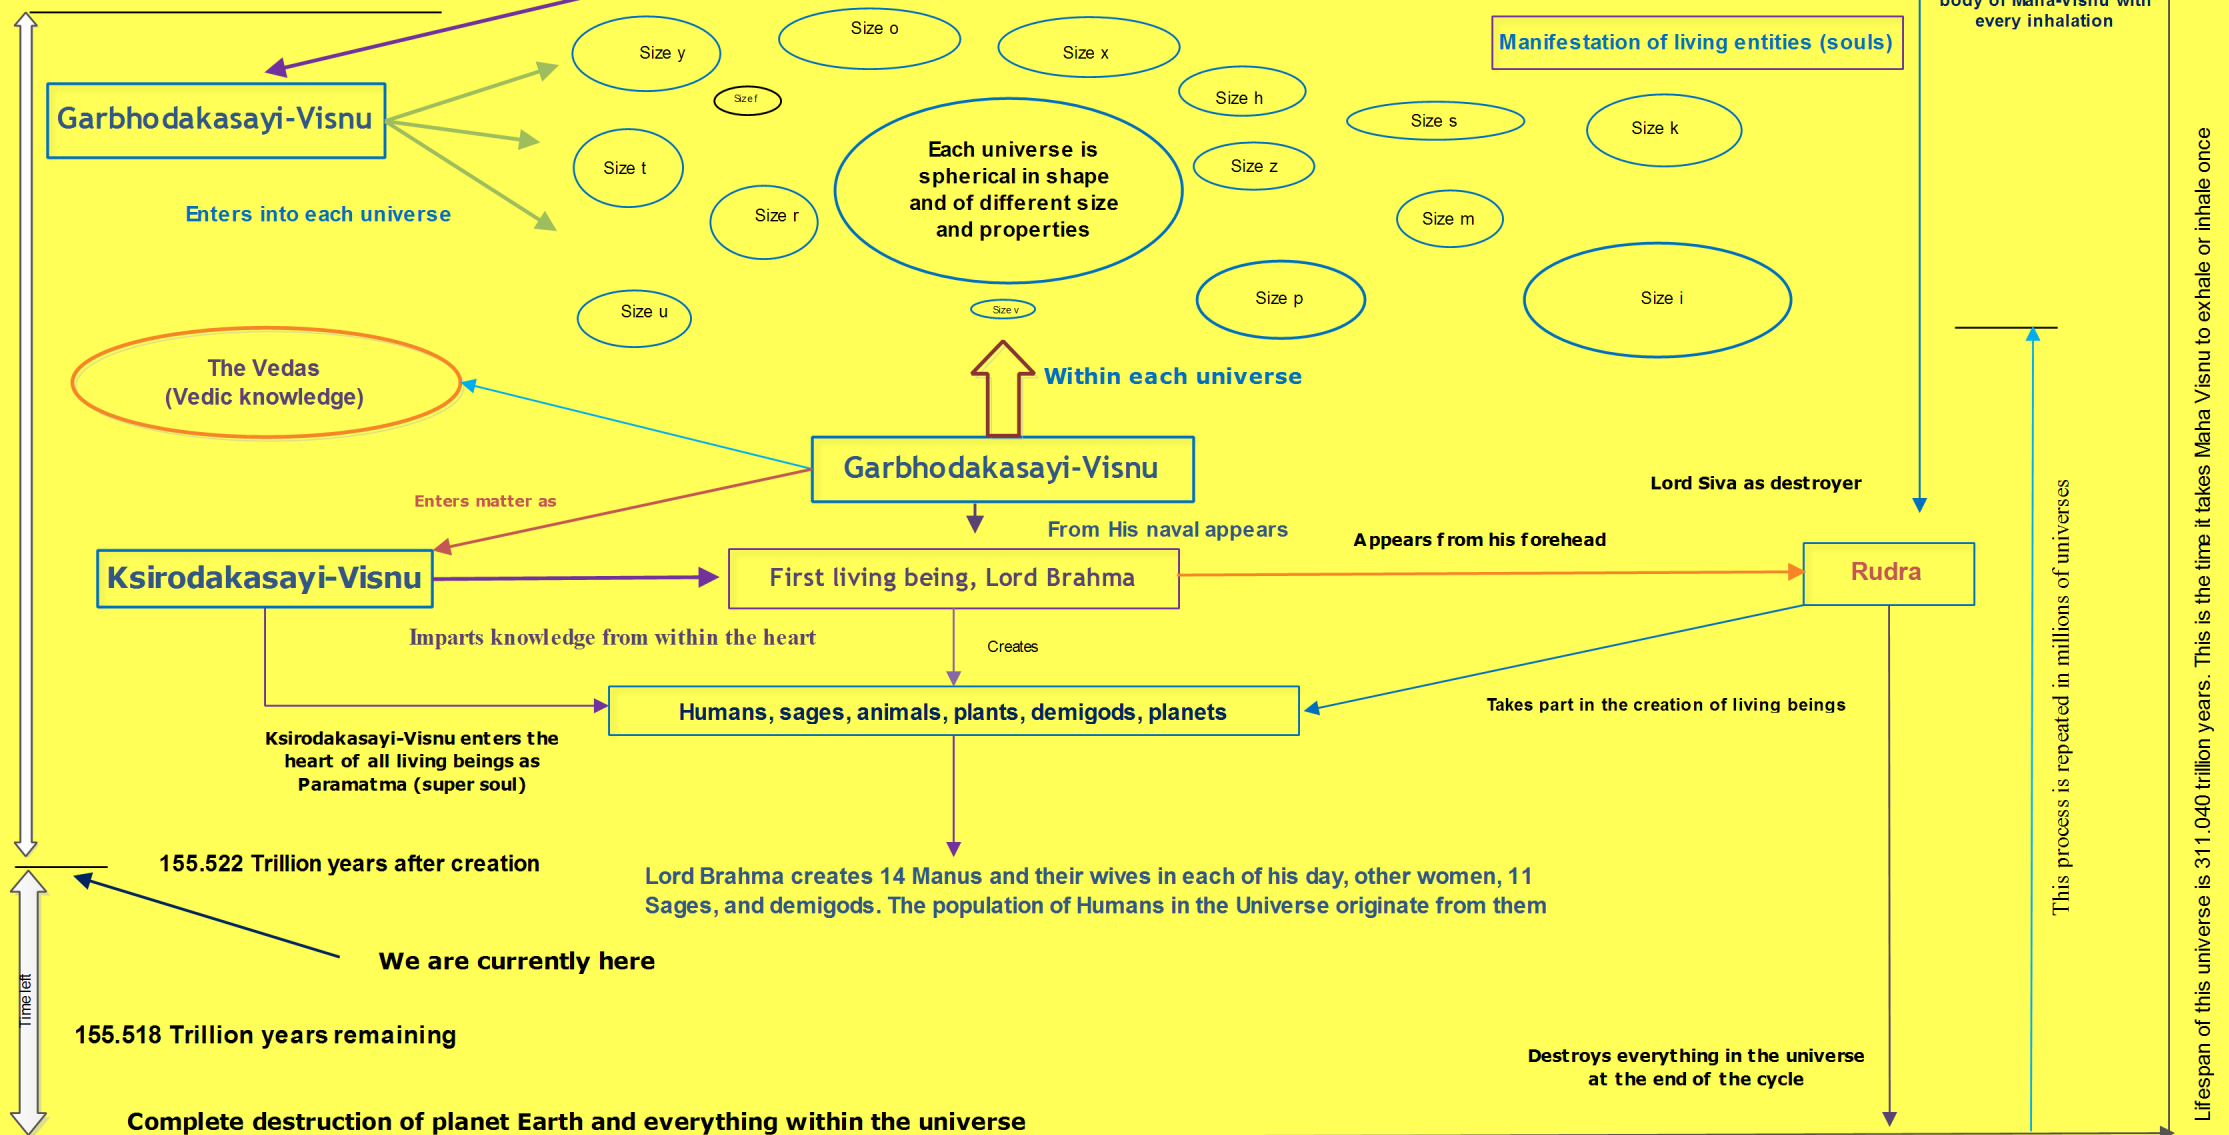 body of Maha-Visnu with
every inhalation
Manifestation of living entities (souls)
Size y
Size o
Size x
Size f
Size h
Size s
Size k
Garbhodakasayi-Visnu
Each universe is
spherical in shape
and of different size
and properties
Size t
Size z
Size r
Size m
Enters into each universe
Size u
Size v
Size p
Size i
The Vedas
(Vedic knowledge)
Within each universe
Garbhodakasayi-Visnu
Lord Siva as destroyer
Enters matter as
From His naval appears
Appears from his forehead
Ksirodakasayi-Visnu
First living being, Lord Brahma
Rudra
Imparts knowledge from within the heart
Creates
Humans, sages, animals, plants, demigods, planets
Takes part in the creation of living beings
Ksirodakasayi-Visnu enters the
heart of all living beings as
Paramatma (super soul)
155.522 Trillion years after creation
Lord Brahma creates 14 Manus and their wives in each of his day, other women, 11
Sages, and demigods. The population of Humans in the Universe originate from them
We are currently here
Time left
155.518 Trillion years remaining
Destroys everything in the universe
at the end of the cycle
Complete destruction of planet Earth and everything within the universe
This process is repeated in millions of universes
Lifespan of this universe is 311.040 trillion years. This is the time it takes Maha Visnu to exhale or inhale once